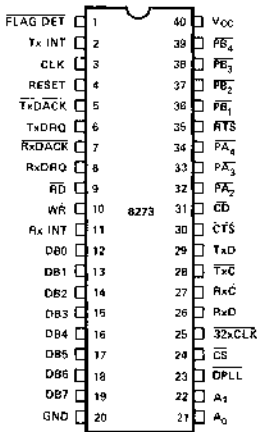 FLAG DET 1 40 Vcc
Tx INT 2 39 PB4
CLK 3 38 PB3
RESET 4 37 PB2
TxDACK 5 36 PB1
TxDRQ 6 35 RTS
RxDACK 7 34 PA4
RxDRQ 8 33 PA3
RD 9 32 PA2
WR 10 8273 31 CD
Rx INT 11 30 CTS
DB0 12 29 TxD
DB1 13 28 TxC
DB2 14 27 RxC
DB3 15 26 RxD
DB4 16 25 32xCLK
DB5 17 24 CS
DB6 18 23 DPLL
DB7 19 22 A1
GND 20 21 A0